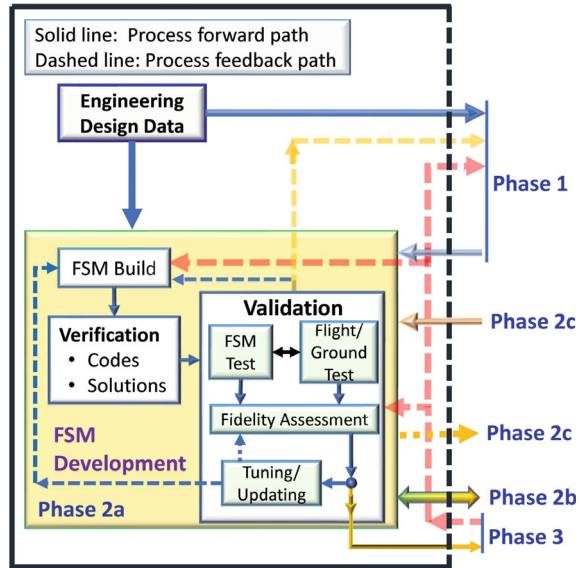 Solid line: Process forward path
Dashed line: Process feedback path
Engineering
Design Data
Phase 1
FSM Build
Validation
Verification
• Codes
• Solutions
FSM
Test
Flight/
Ground
Test
Phase 2c
Fidelity Assessment
FSM
Development
Phase 2c
Tuning/
Updating
Phase 2a
Phase 2b
Phase 3